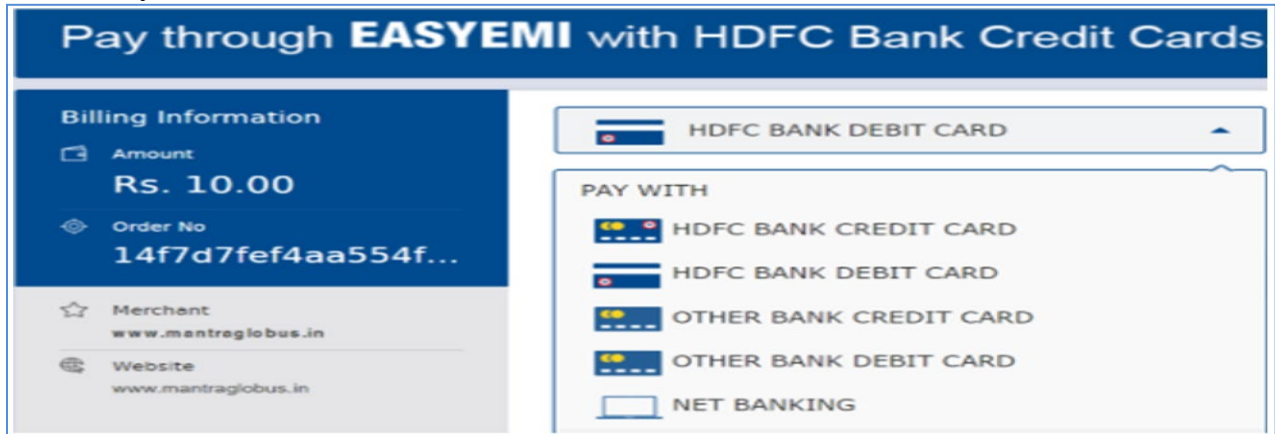 Pay through EASYEMI with HDFC Bank Credit Cards
Billing Information
Amount
Rs. 10.00
Order No
14f7d7fef4aa554f...
Merchant
www.mantraglobus.in
Website
www.mantraglobus.in
HDFC BANK DEBIT CARD
PAY WITH
HDFC BANK CREDIT CARD
HDFC BANK DEBIT CARD
OTHER BANK CREDIT CARD
OTHER BANK DEBIT CARD
NET BANKING